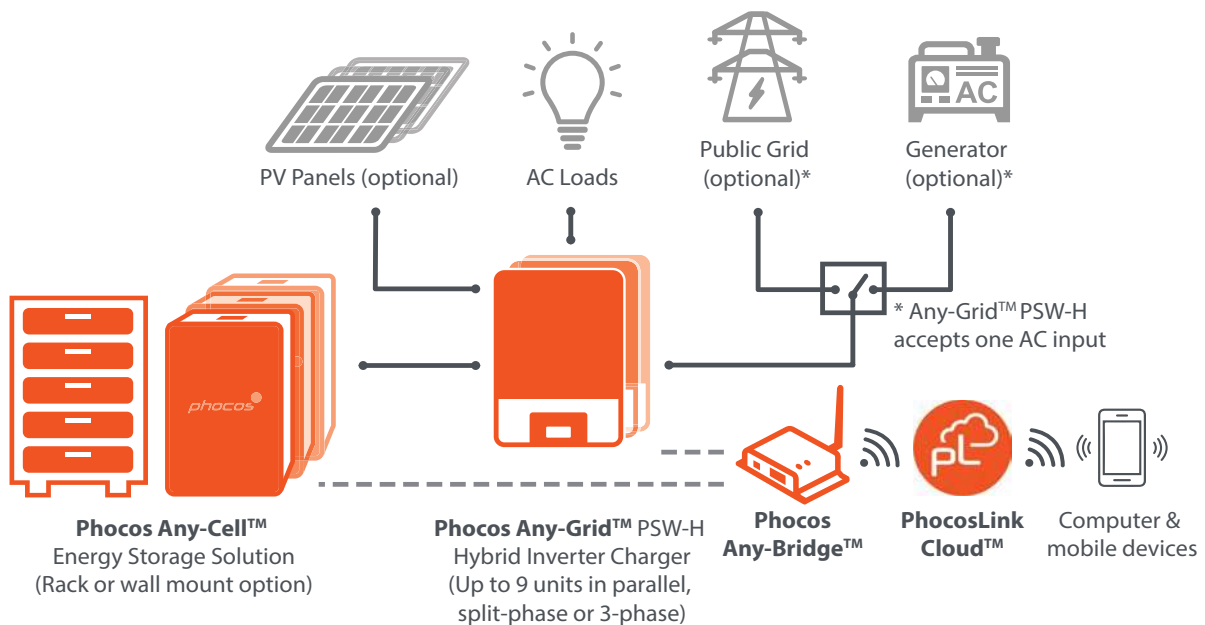 AC
PV Panels (optional)
AC Loads
Public Grid
(optional)*
Generator
(optional)*
* Any-Grid™ PSW-H
accepts one AC input
phocos
pL
Phocos Any-Cell™
Energy Storage Solution
(Rack or wall mount option)
Phocos Any-Grid™ PSW-H
Hybrid Inverter Charger
(Up to 9 units in parallel,
split-phase or 3-phase)
Phocos
Any-Bridge™
PhocosLink
Cloud™
Computer &
mobile devices